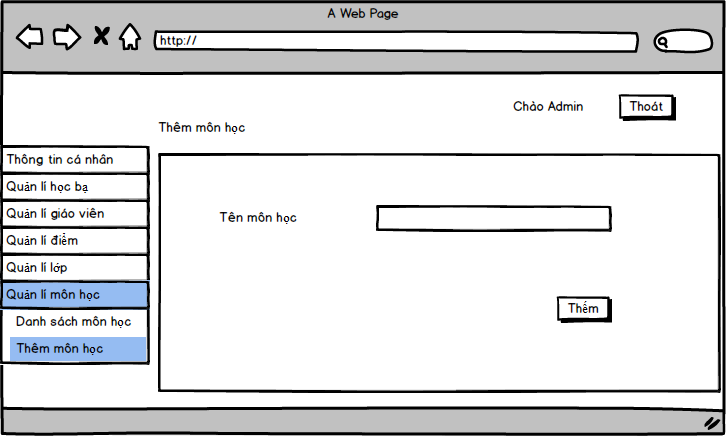 A Web Page
http://
Chào Admin
Thoát
Thêm môn học
Thông tin cá nhân
Quản lí học bạ
Quản lí giáo viên
Quản lí điểm
Quản lí lớp
Quản lí môn học
Danh sách môn học
Thêm môn học
Tên môn học
Thếm